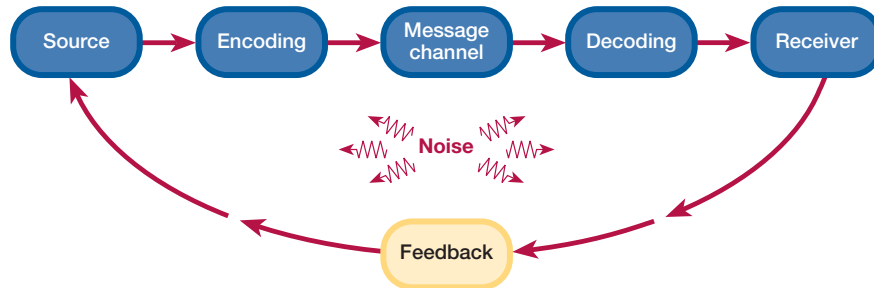 Source
Encoding
Message
channel
Decoding
Receiver
Noise
Feedback